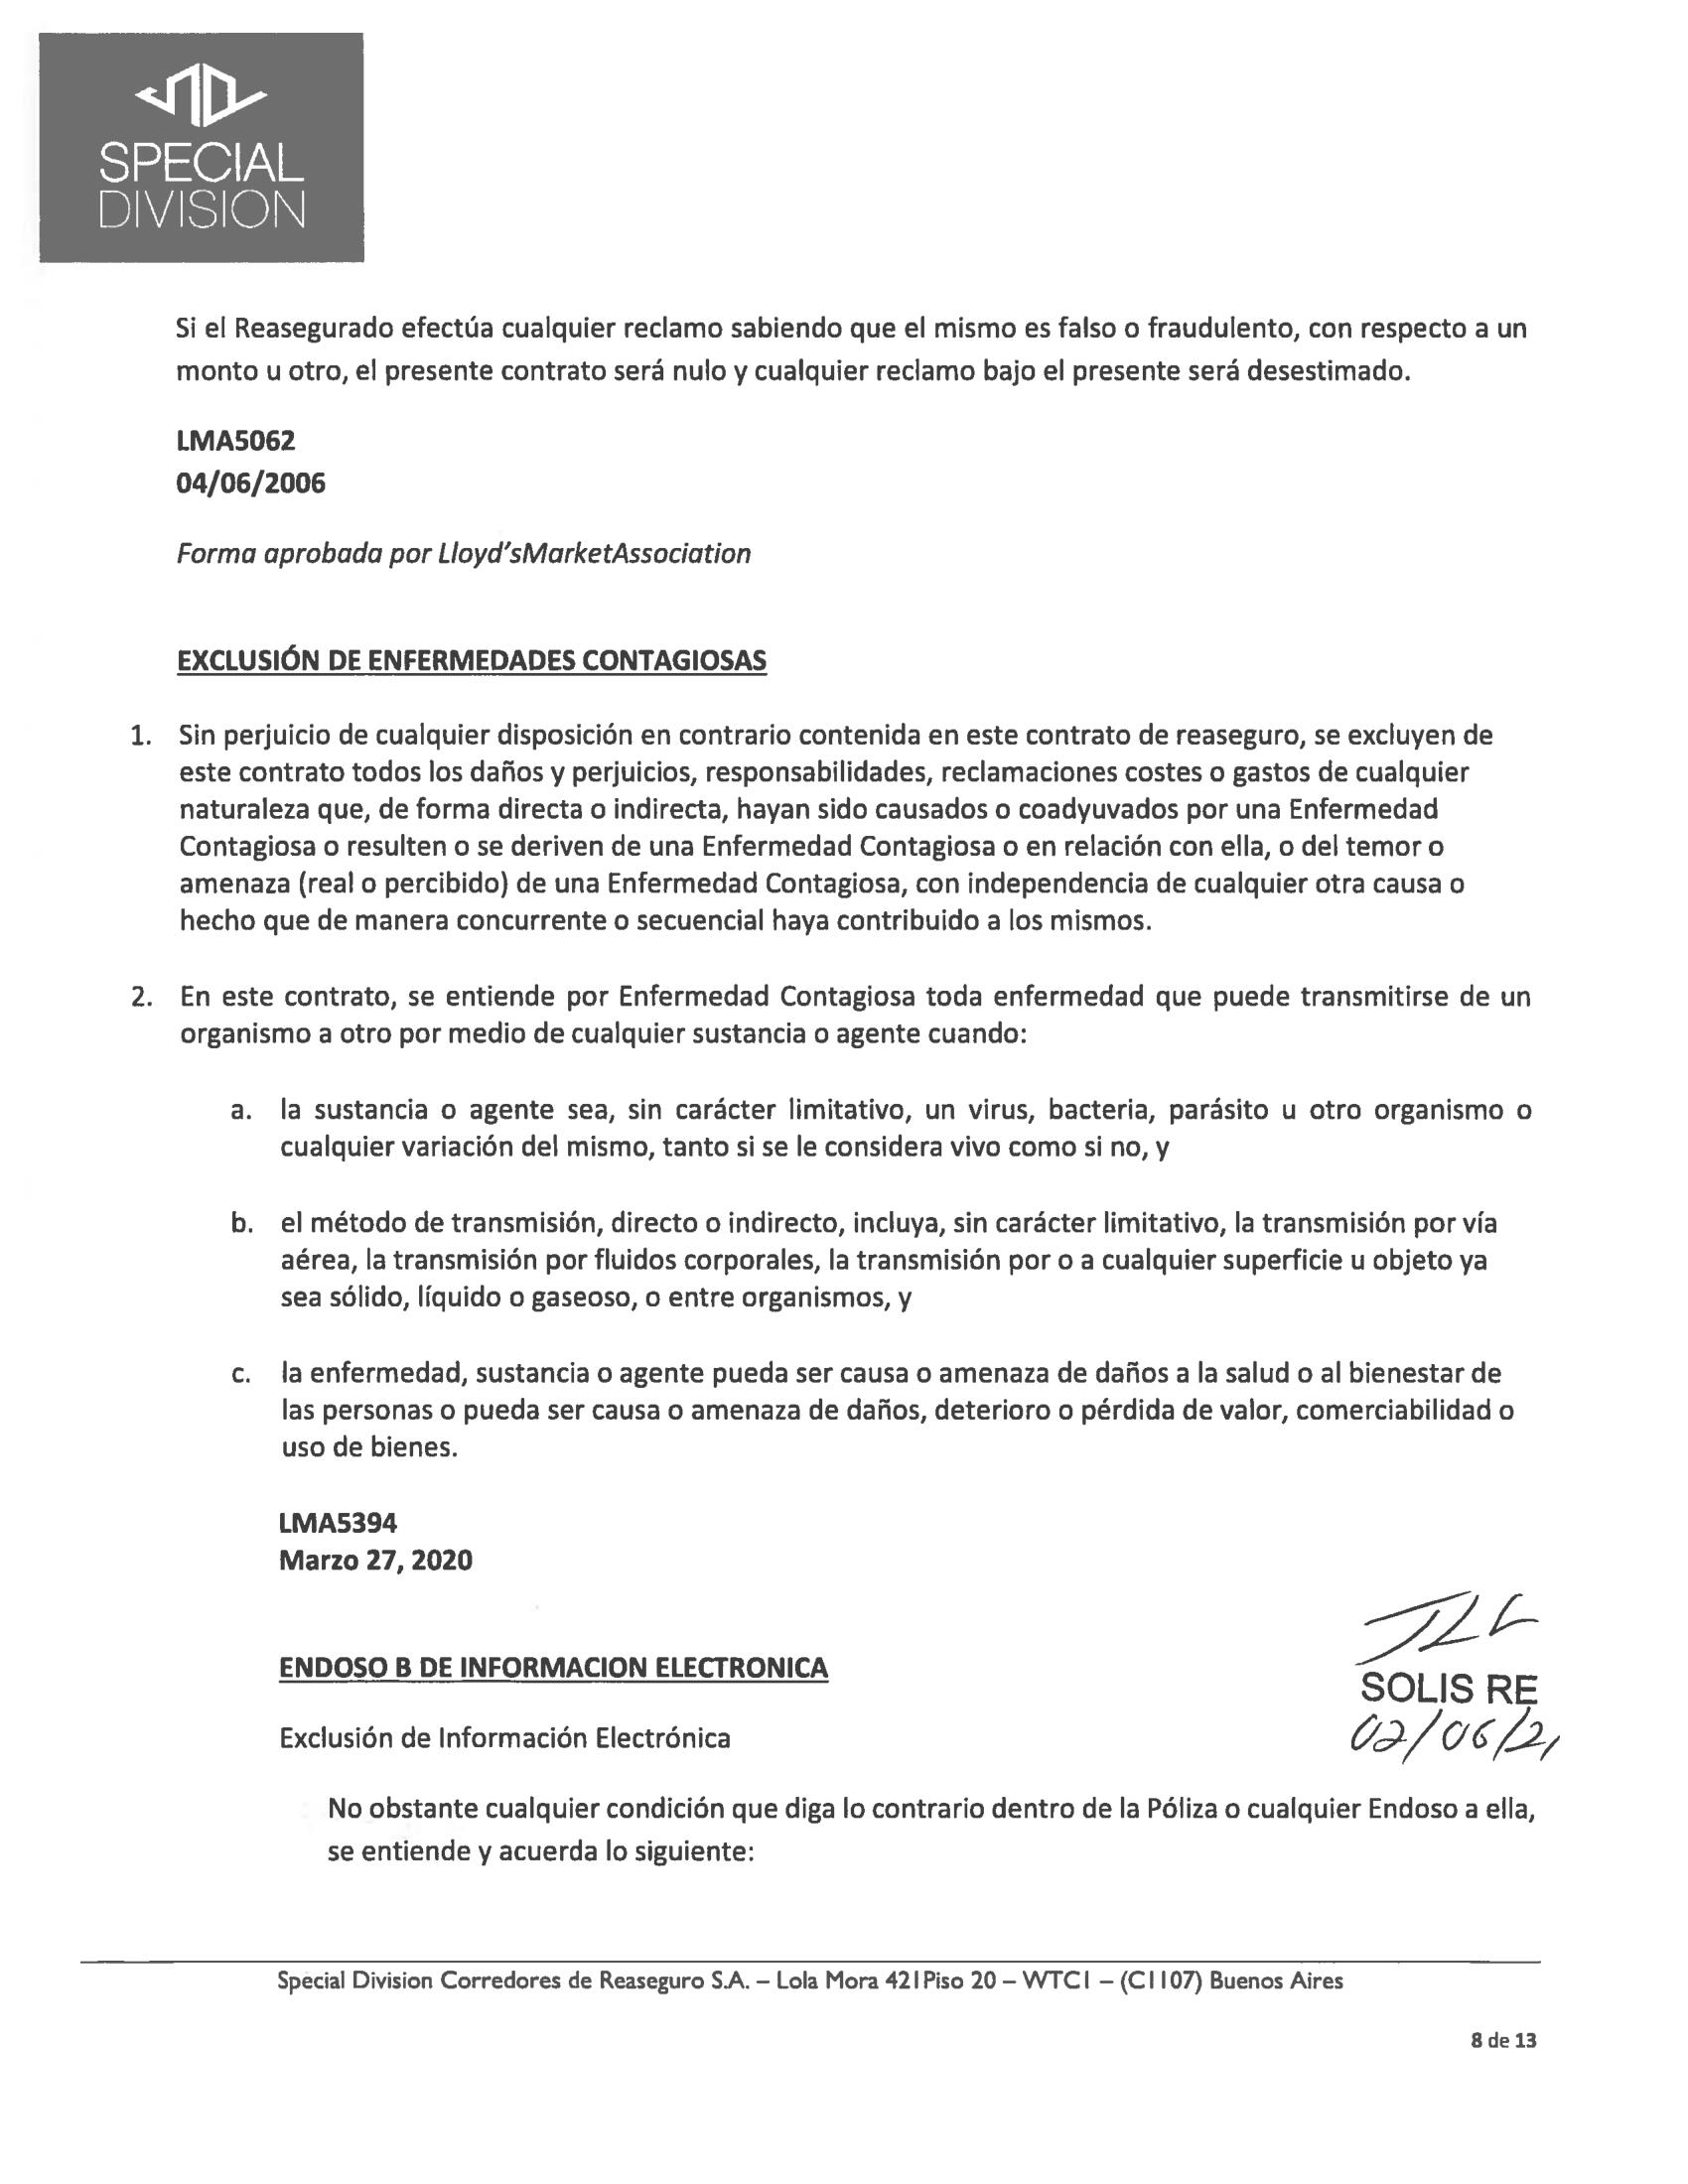 SPECIAL
DIVISION
Si el Reasegurado efectúa cualquier reclamo sabiendo que el mismo es falso o fraudulento, con respecto a un
monto u otro, el presente contrato será nulo y cualquier reclamo bajo el presente será desestimado.
LMA5062
04/06/2006
Forma aprobada por Lloyd'sMarketAssociation
EXCLUSIÓN DE ENFERMEDADES CONTAGIOSAS
1. Sin perjuicio de cualquier disposición en contrario contenida en este contrato de reaseguro, se excluyen de
este contrato todos los daños y perjuicios, responsabilidades, reclamaciones costes o gastos de cualquier
naturaleza que, de forma directa o indirecta, hayan sido causados o coadyuvados por una Enfermedad
Contagiosa o resulten o se deriven de una Enfermedad Contagiosa o en relación con ella, o del temor o
amenaza (real o percibido) de una Enfermedad Contagiosa, con independencia de cualquier otra causa o
hecho que de manera concurrente o secuencial haya contribuido a los mismos.
2. En este contrato, se entiende por Enfermedad Contagiosa toda enfermedad que puede transmitirse de un
organismo a otro por medio de cualquier sustancia o agente cuando:
a. la sustancia o agente sea, sin carácter limitativo, un virus, bacteria, parásito u otro organismo o
cualquier variación del mismo, tanto si se le considera vivo como si no, y
b. el método de transmisión, directo o indirecto, incluya, sin carácter limitativo, la transmisión por vía
aérea, la transmisión por fluidos corporales, la transmisión por o a cualquier superficie u objeto ya
sea sólido, líquido o gaseoso, o entre organismos, y
c. la enfermedad, sustancia o agente pueda ser causa o amenaza de daños a la salud o al bienestar de
las personas o pueda ser causa o amenaza de daños, deterioro o pérdida de valor, comerciabilidad o
uso de bienes.
LMA5394
Marzo 27, 2020
ENDOSO B DE INFORMACION ELECTRONICA
SOLIS RE
02/06/21
Exclusión de Información Electrónica
No obstante cualquier condición que diga lo contrario dentro de la Póliza o cualquier Endoso a ella,
se entiende y acuerda lo siguiente:
Special Division Corredores de Reaseguro S.A. – Lola Mora 421Piso 20 – WTC1 – (C1107) Buenos Aires
8 de 13